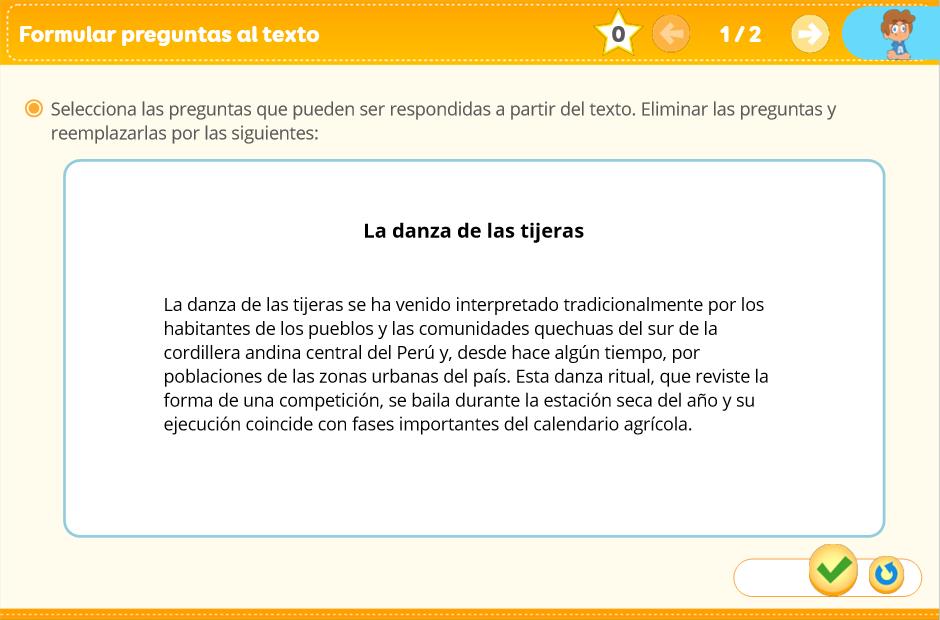 Formular preguntas al texto
0
1 / 2
Selecciona las preguntas que pueden ser respondidas a partir del texto. Eliminar las preguntas y
reemplazarlas por las siguientes:
La danza de las tijeras
La danza de las tijeras se ha venido interpretado tradicionalmente por los
habitantes de los pueblos y las comunidades quechuas del sur de la
cordillera andina central del Perú y, desde hace algún tiempo, por
poblaciones de las zonas urbanas del país. Esta danza ritual, que reviste la
forma de una competición, se baila durante la estación seca del año y su
ejecución coincide con fases importantes del calendario agrícola.